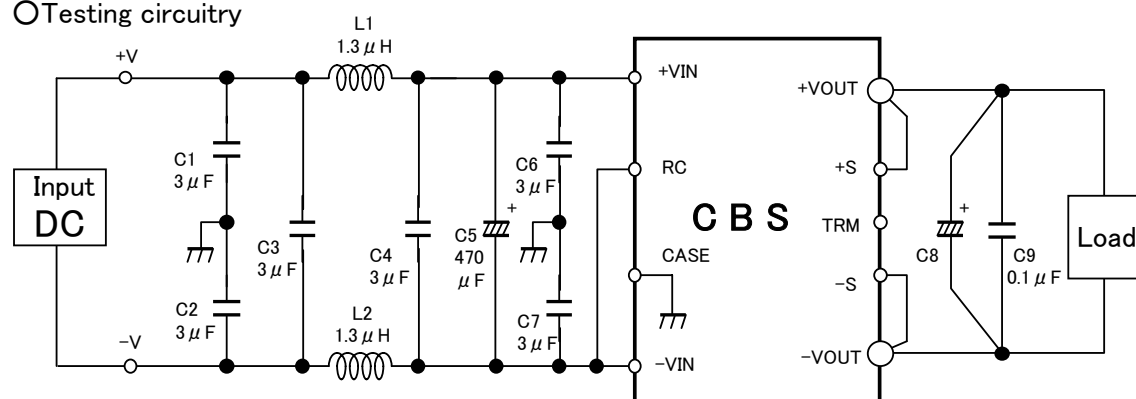 ○Testing circuitry
L1
1.3μH
+V
+VIN
+VOUT
C1
3μF
C6
3μF
RC
+S
Input
DC
CBS
TRM
C3
3μF
C4
3μF
C5
470
μF
+
CASE
C8
+
C9
0.1μF
Load
-S
C2
3μF
L2
1.3μH
C7
3μF
-V
-VIN
-VOUT